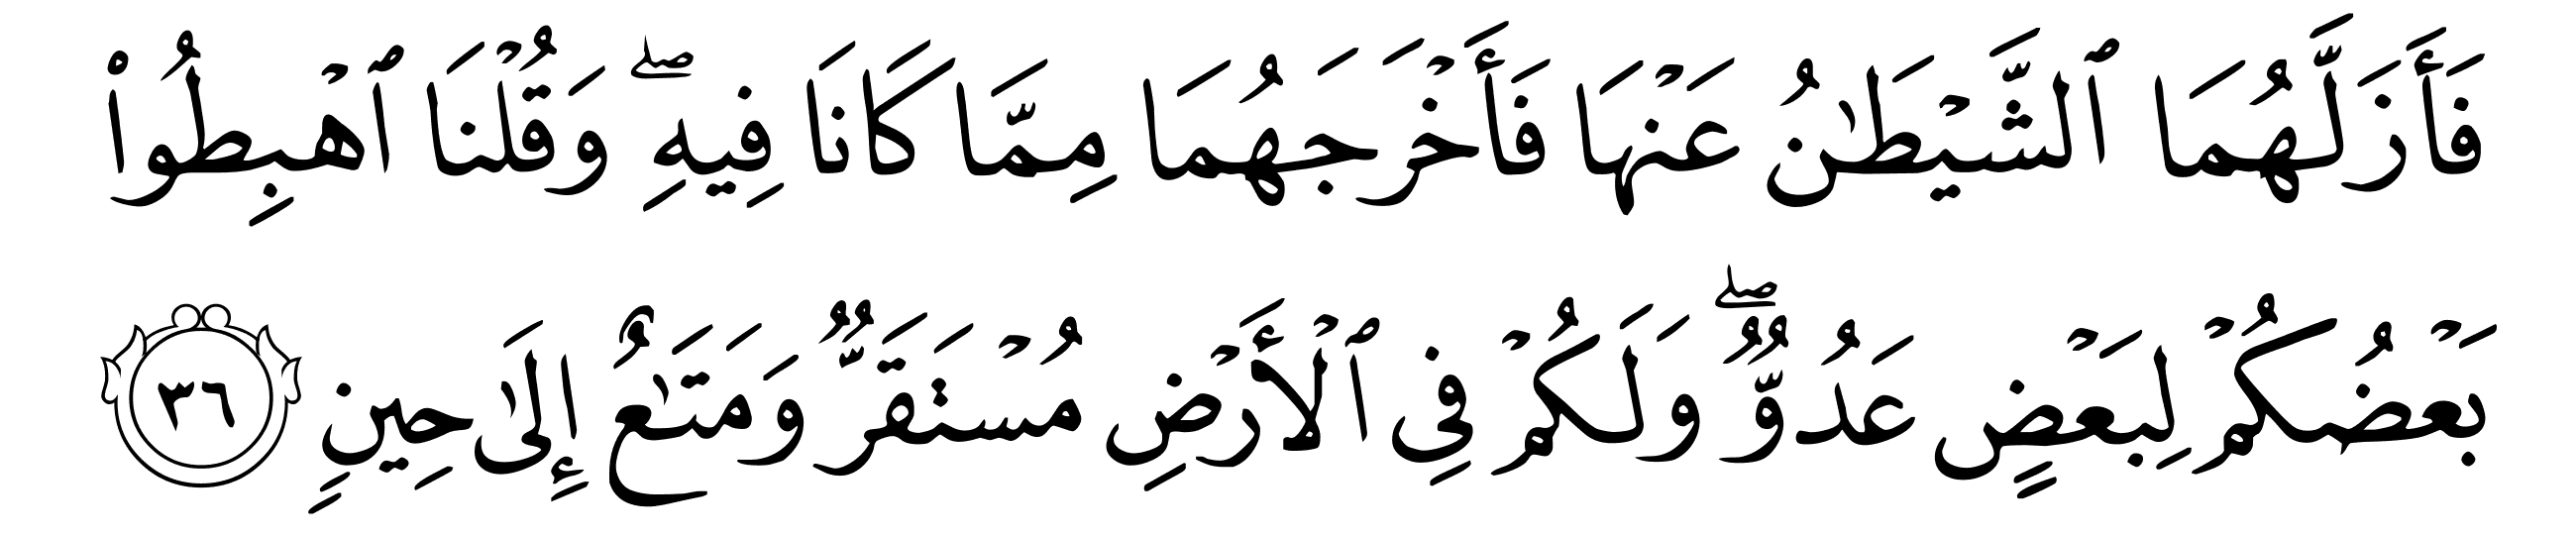 فَأَزَلَّهُمَا ٱلشَّيْطَٰنُ عَنْهَا فَأَخْرَجَهُمَا مِمَّا كَانَا فِيهِ ۖ وَقُلْنَا ٱهْبِطُوا۟
بَعْضُكُمْ لِبَعْضٍ عَدُوٌّ ۖ وَلَكُمْ فِى ٱلْأَرْضِ مُسْتَقَرٌّ وَمَتَٰعٌ إِلَىٰ حِينٍ ٣٦